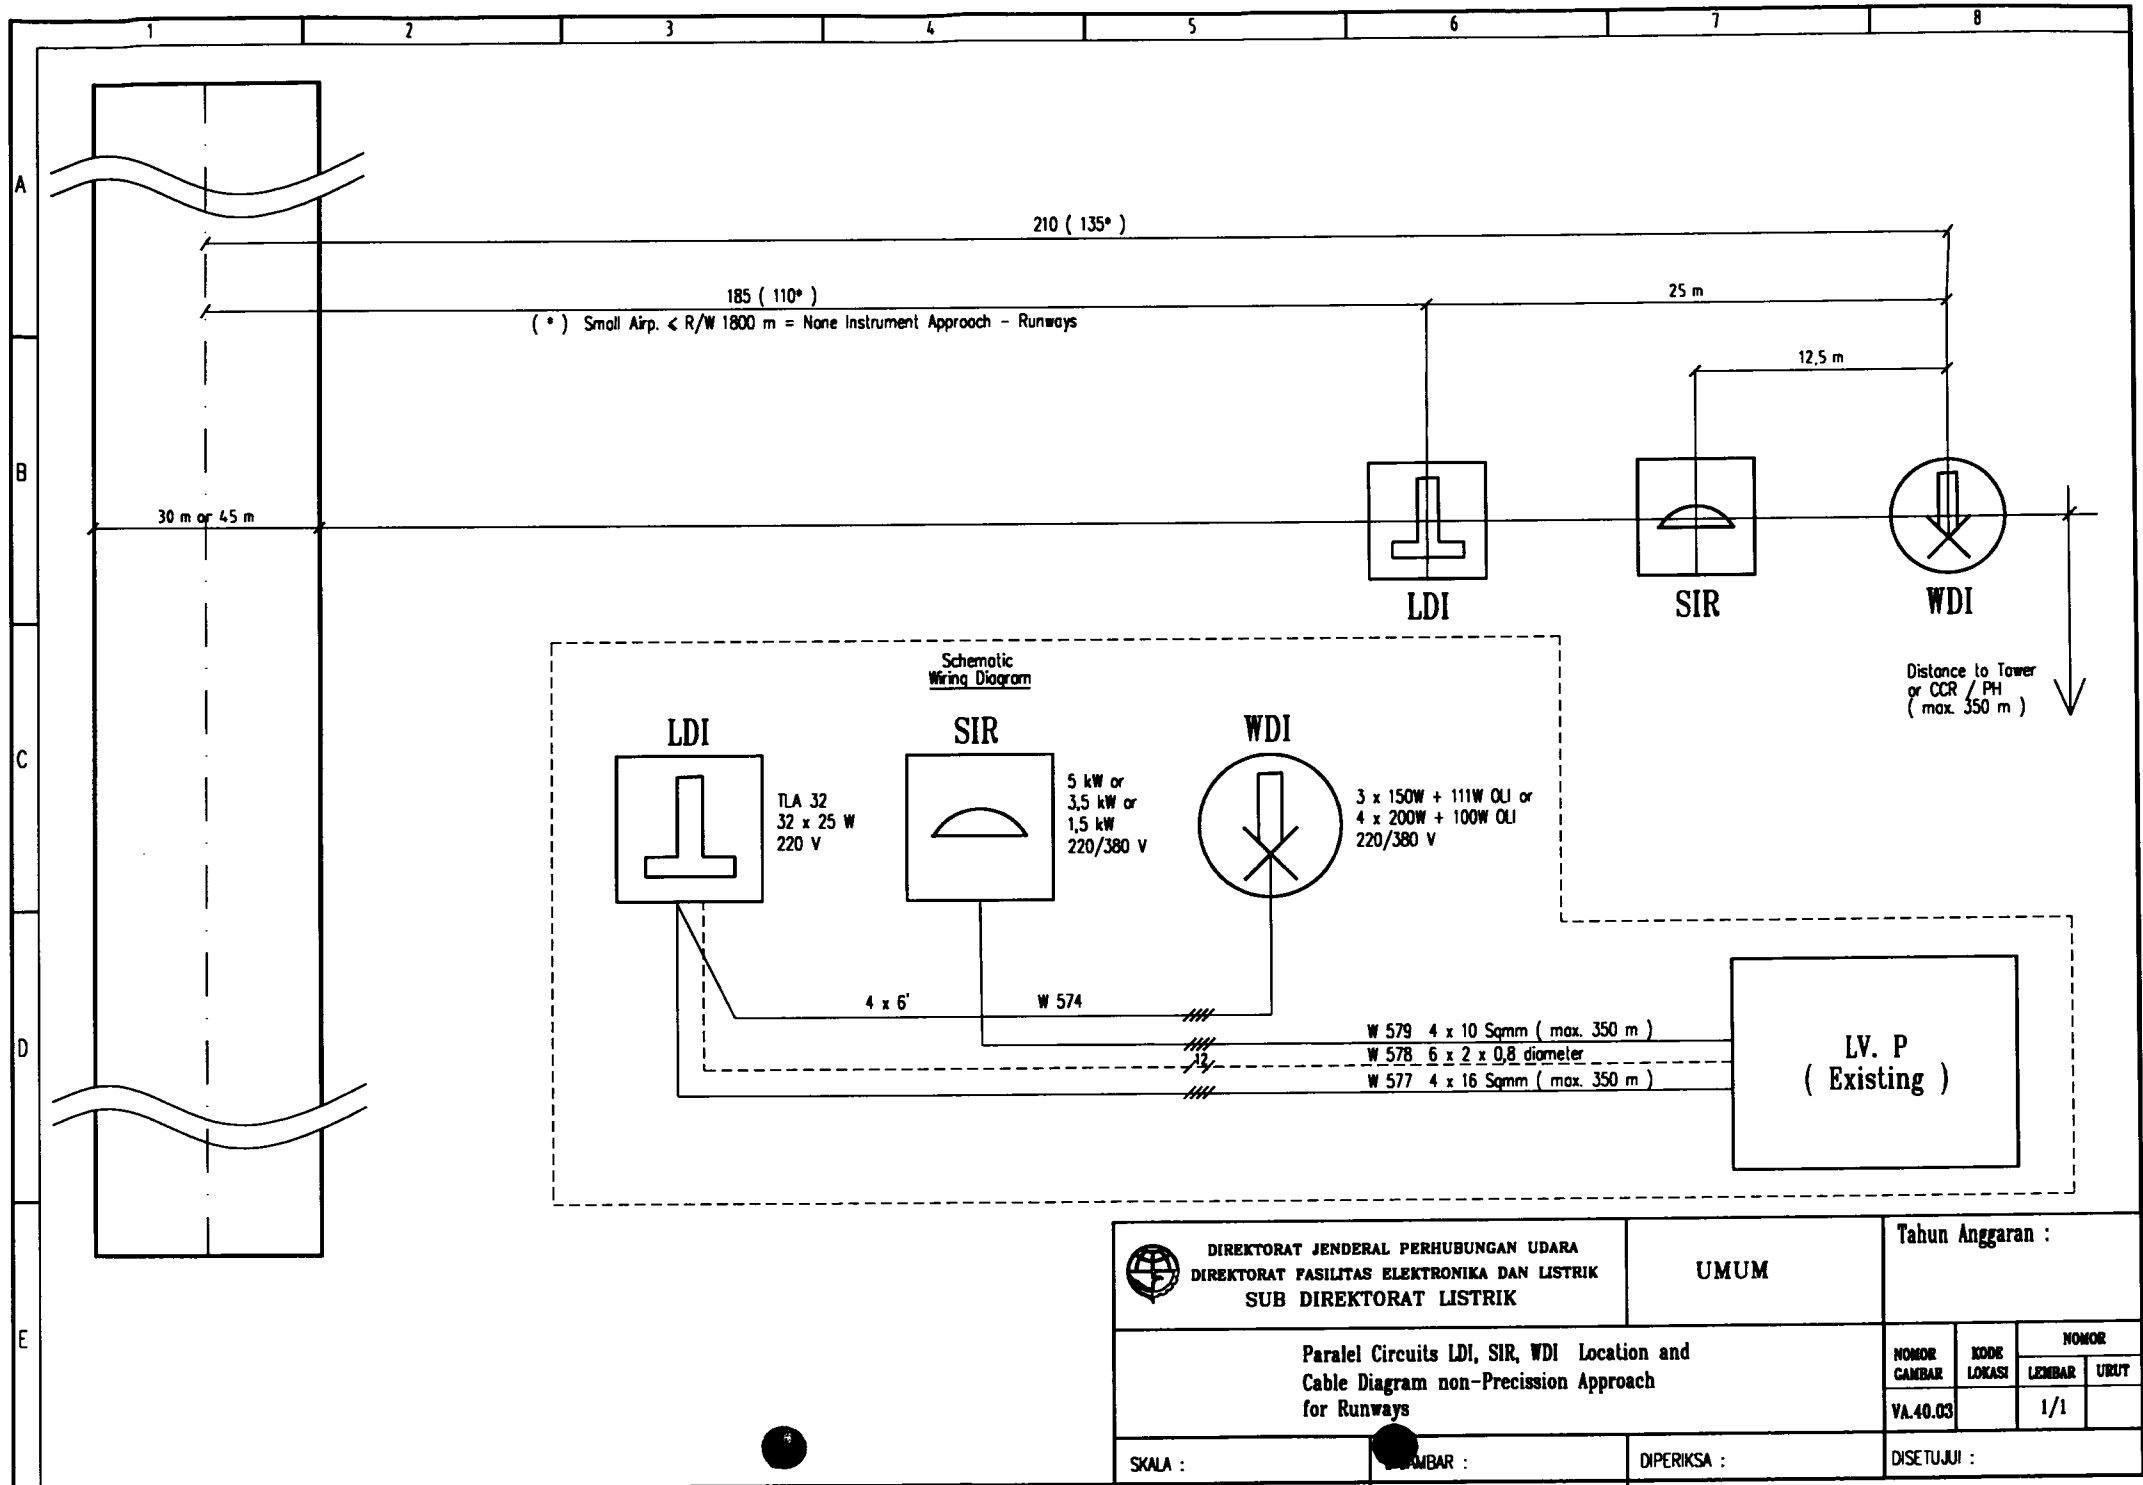 1 2 3 4 5 6 7 8
A
210 ( 135* )
185 ( 110* )
25 m
( * ) Small Airp. < R/W 1800 m = None Instrument Approach - Runways
12,5 m
B
30 m or 45 m
LDI SIR WDI
Schematic
Wiring Diagram
Distance to Tower
or CCR / PH
( max. 350 m )
C
LDI SIR WDI
TLA 32
32 x 25 W
220 V
5 kW or
3,5 kW or
1,5 kW
220/380 V
3 x 150W + 111W OLI or
4 x 200W + 100W OLI
220/380 V
D
4 x 6' W 574
W 579 4 x 10 Sqmm ( max. 350 m )
12
W 578 6 x 2 x 0,8 diameter
W 577 4 x 16 Sqmm ( max. 350 m )
LV. P
( Existing )
E
DIREKTORAT JENDERAL PERHUBUNGAN UDARA
DIREKTORAT FASILITAS ELEKTRONIKA DAN LISTRIK
SUB DIREKTORAT LISTRIK
UMUM
Tahun Anggaran :
Paralel Circuits LDI, SIR, WDI Location and
Cable Diagram non-Precission Approach
for Runways
NOMOR
GAMBAR
KODE
LOKASI
NOMOR
LEMBAR URUT
VA.40.03 1/1
SKALA :
MBAR :
DIPERIKSA :
DISETUJUI :